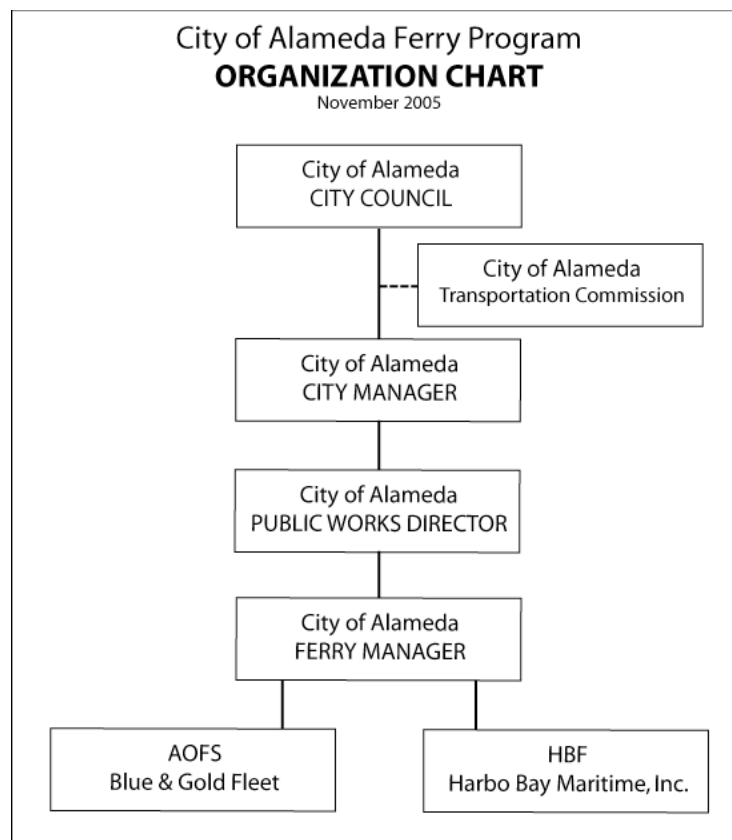 City of Alameda Ferry Program
ORGANIZATION CHART
November 2005
City of Alameda
CITY COUNCIL
City of Alameda
Transportation Commission
City of Alameda
CITY MANAGER
City of Alameda
PUBLIC WORKS DIRECTOR
City of Alameda
FERRY MANAGER
AOFS
Blue & Gold Fleet
HBF
Harbo Bay Maritime, Inc.